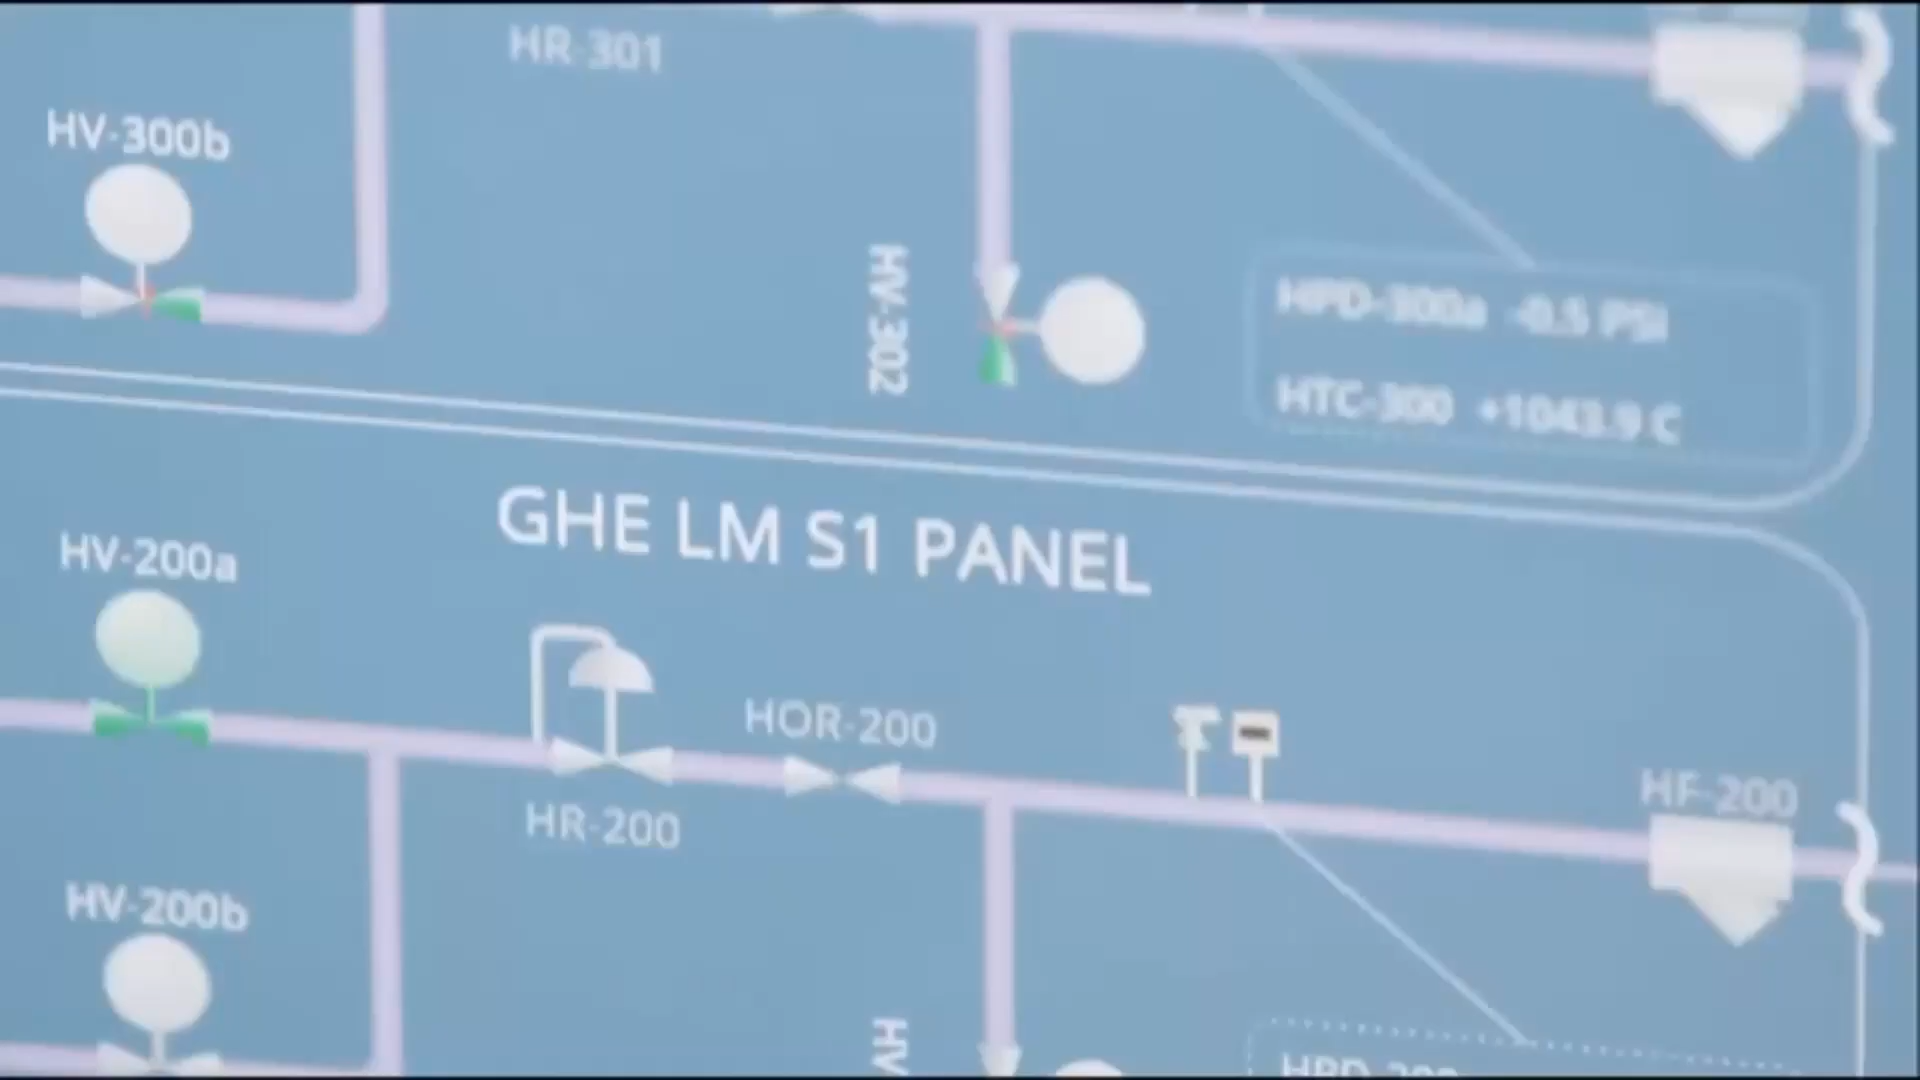 HR-301
HV-300b
HV-302
HPD-300a -0.5 PSI
HTC-300 +1043.9 C
GHE LM S1 PANEL
HV-200a
HOR-200
HR-200
HF-200
HV-200b
HV